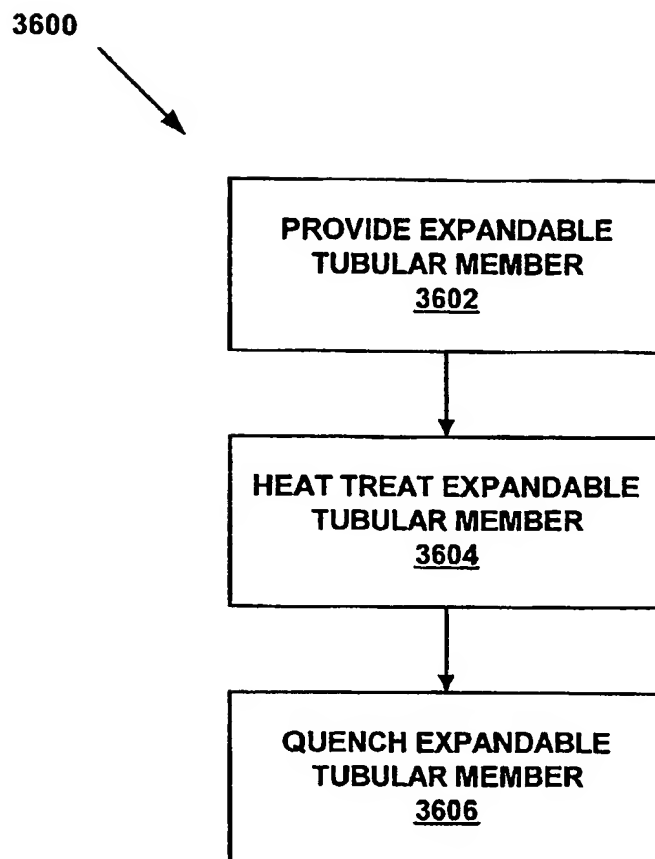 3600
PROVIDE EXPANDABLE
TUBULAR MEMBER
3602
HEAT TREAT EXPANDABLE
TUBULAR MEMBER
3604
QUENCH EXPANDABLE
TUBULAR MEMBER
3606